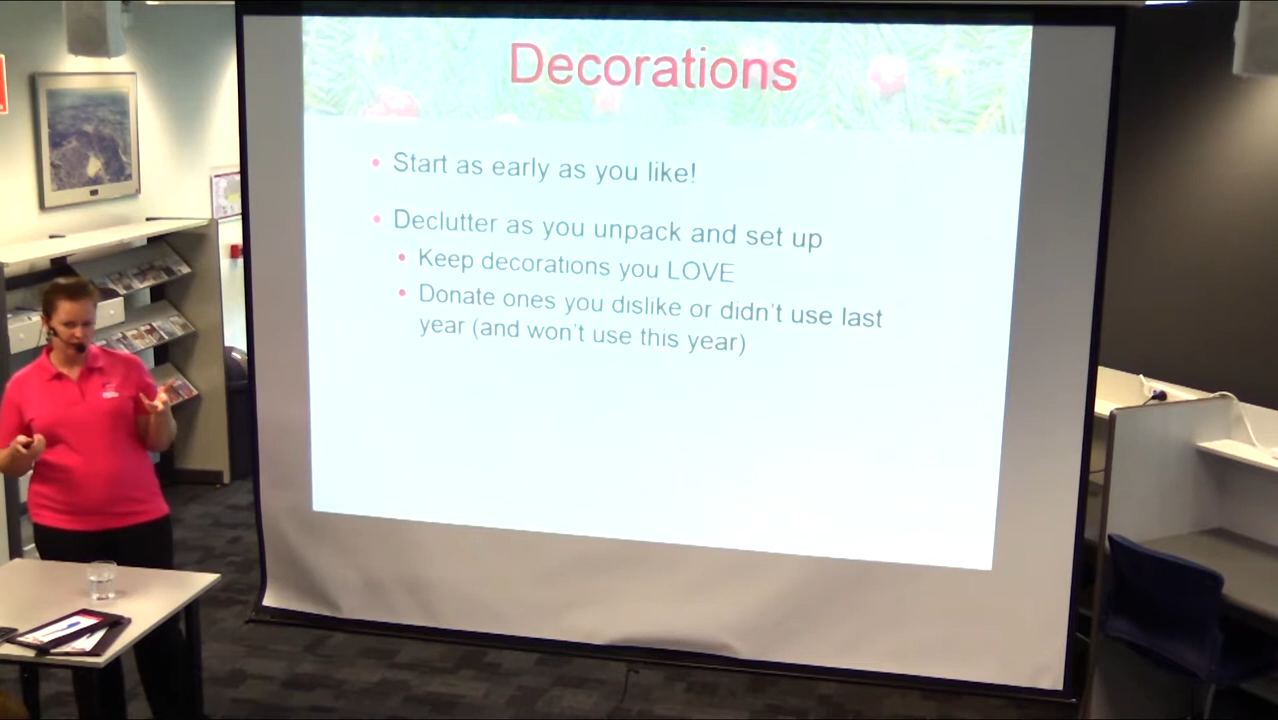 Decorations
Start as early as you like!
Declutter as you unpack and set up
Keep decorations you LOVE
Donate ones you dislike or didn't use last
year (and won't use this year)